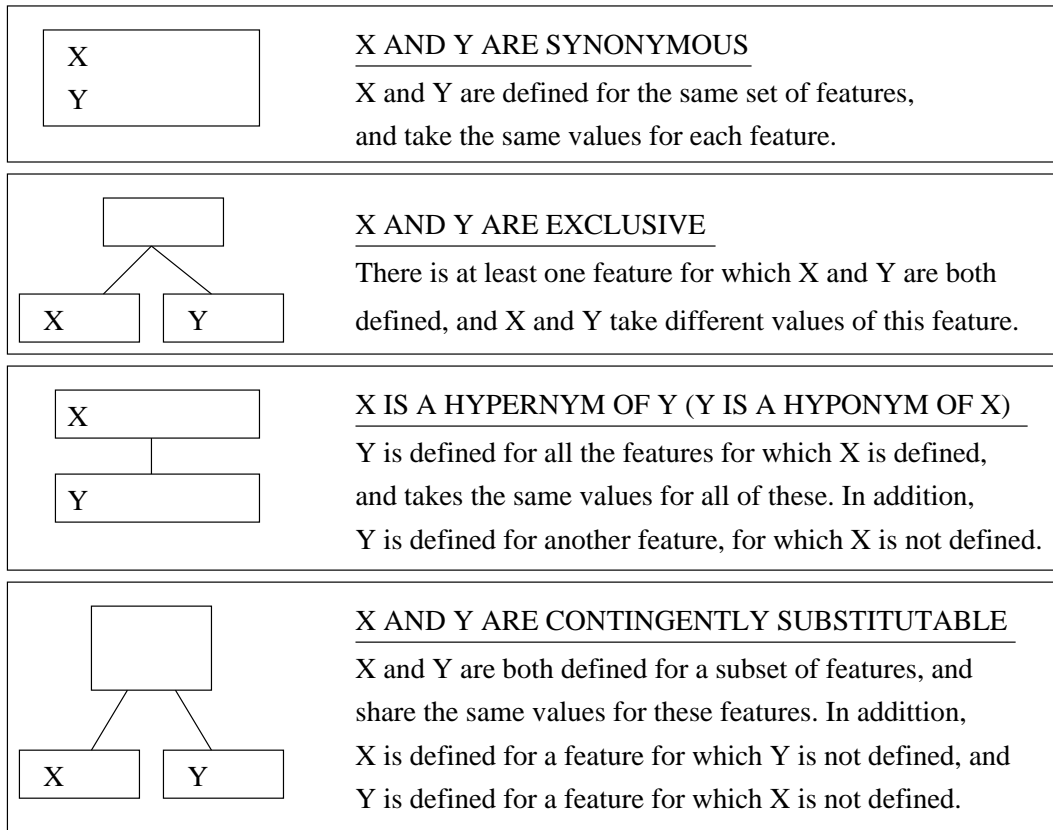 X
Y
X AND Y ARE SYNONYMOUS
X and Y are defined for the same set of features,
and take the same values for each feature.
X
Y
X AND Y ARE EXCLUSIVE
There is at least one feature for which X and Y are both
defined, and X and Y take different values of this feature.
X
Y
X IS A HYPERNYM OF Y (Y IS A HYPONYM OF X)
Y is defined for all the features for which X is defined,
and takes the same values for all of these. In addition,
Y is defined for another feature, for which X is not defined.
X
Y
X AND Y ARE CONTINGENTLY SUBSTITUTABLE
X and Y are both defined for a subset of features, and
share the same values for these features. In addittion,
X is defined for a feature for which Y is not defined, and
Y is defined for a feature for which X is not defined.